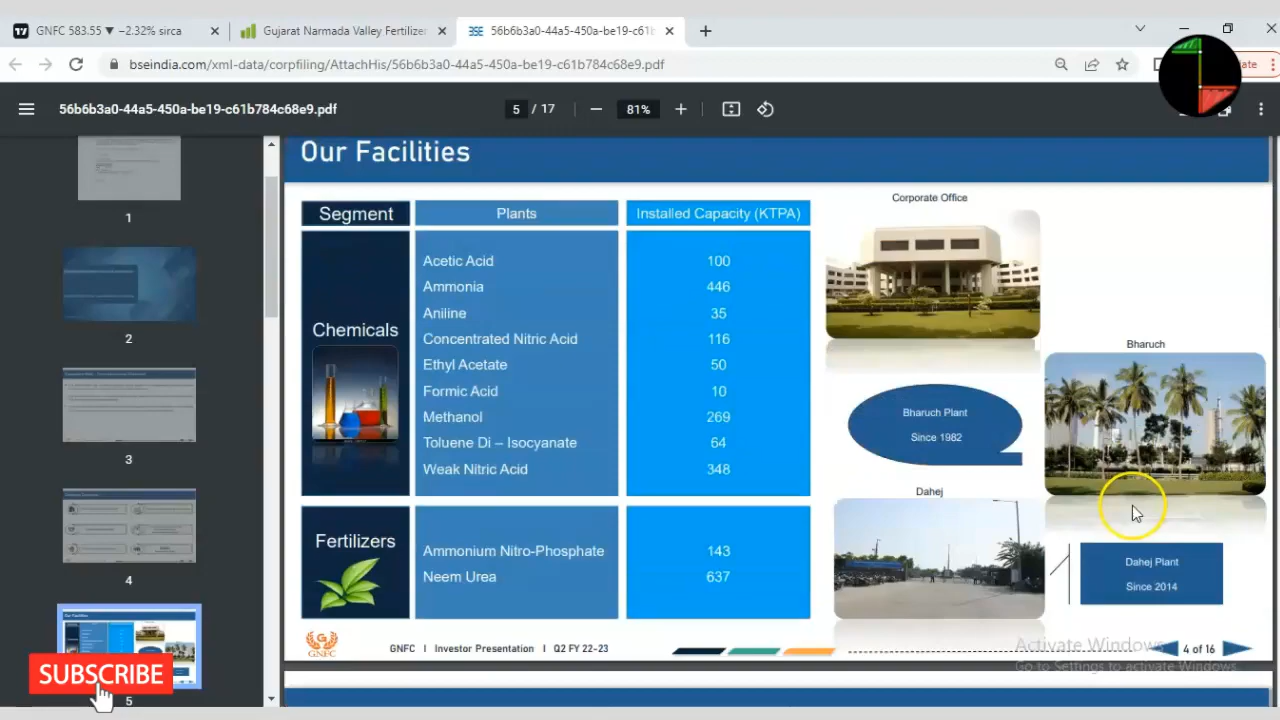 GNFC 583.55 ▼ −2.32% sirca
Gujarat Narmada Valley Fertilizer
56b6b3a0-44a5-450a-be19-c61b
bseindia.com/xml-data/corpfiling/AttachHis/56b6b3a0-44a5-450a-be19-c61b784c68e9.pdf
56b6b3a0-44a5-450a-be19-c61b784c68e9.pdf
5 / 17
81%
Our Facilities
Segment
Plants
Installed Capacity (KTPA)
Chemicals
Acetic Acid 100
Ammonia 446
Aniline 35
Concentrated Nitric Acid 116
Ethyl Acetate 50
Formic Acid 10
Methanol 269
Toluene Di – Isocyanate 64
Weak Nitric Acid 348
Fertilizers
Ammonium Nitro-Phosphate 143
Neem Urea 637
Corporate Office
Bharuch
Bharuch Plant
Since 1982
Dahej
Dahej Plant
Since 2014
GNFC
GNFC I Investor Presentation I Q2 FY 22-23
4 of 16
Activate Windows
Go to Settings to activate Windows.
1
2
3
4
5
SUBSCRIBE